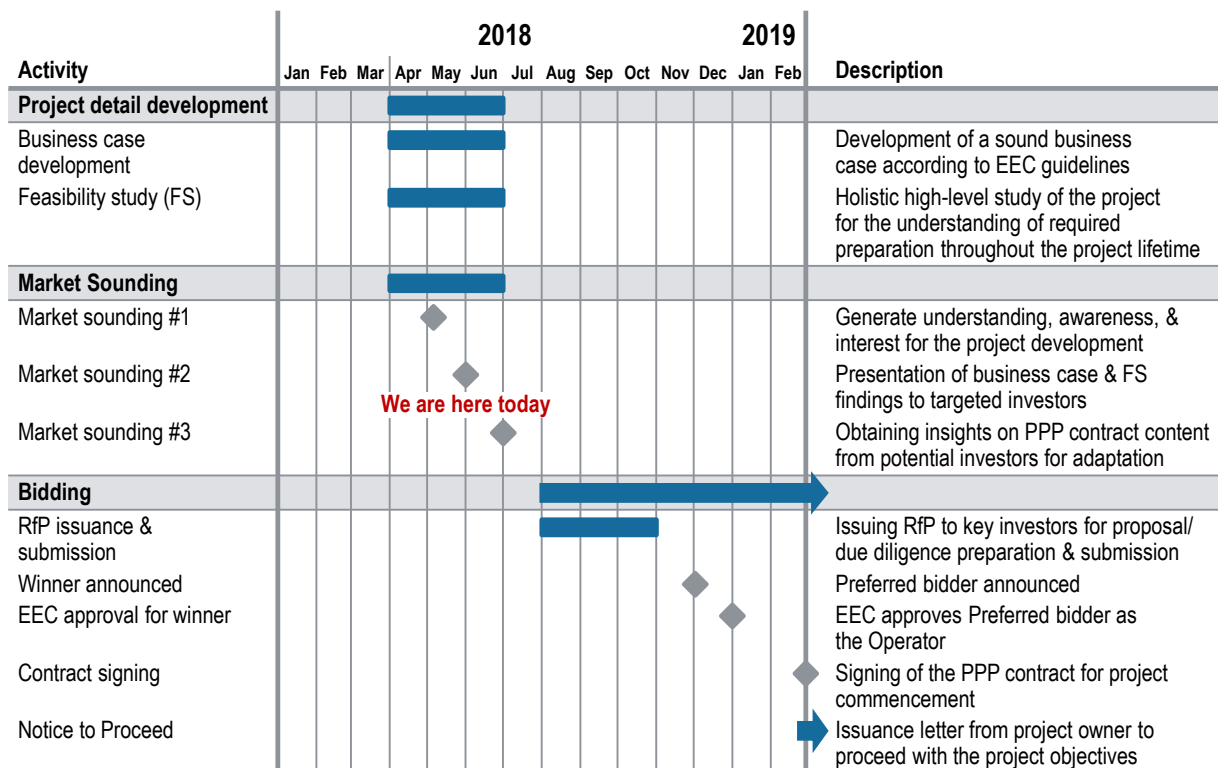 2018 2019
Activity Jan Feb Mar Apr May Jun Jul Aug Sep Oct Nov Dec Jan Feb Description
Project detail development
Business case
development
Development of a sound business
case according to EEC guidelines
Feasibility study (FS)
Holistic high-level study of the project
for the understanding of required
preparation throughout the project lifetime
Market Sounding
Market sounding #1
Generate understanding, awareness, &
interest for the project development
Market sounding #2
Presentation of business case & FS
findings to targeted investors
We are here today
Market sounding #3
Obtaining insights on PPP contract content
from potential investors for adaptation
Bidding
RfP issuance &
submission
Issuing RfP to key investors for proposal/
due diligence preparation & submission
Winner announced
Preferred bidder announced
EEC approval for winner
EEC approves Preferred bidder as
the Operator
Contract signing
Signing of the PPP contract for project
commencement
Notice to Proceed
Issuance letter from project owner to
proceed with the project objectives